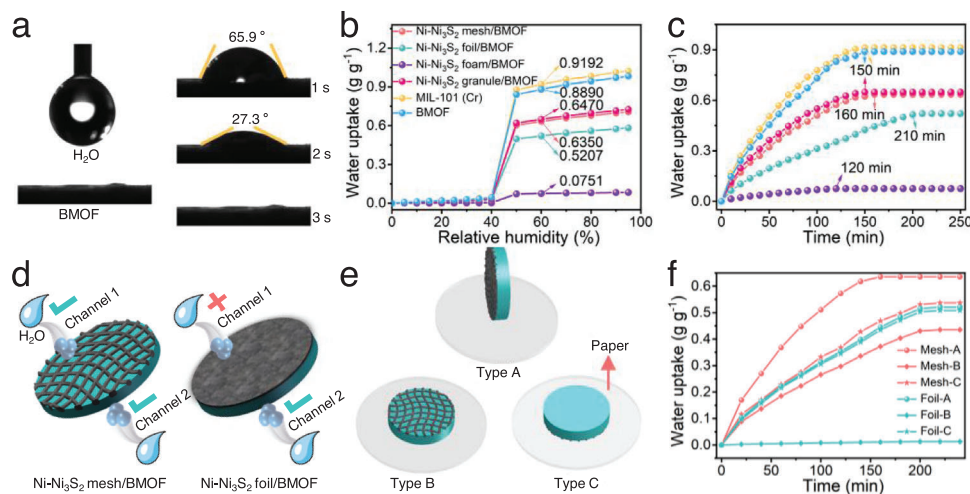 a
65.9 °
1 s
H₂O
27.3 °
2 s
BMOF
3 s
b
Water uptake (g g⁻¹)
1.2
0.9
0.6
0.3
0.0
Ni-Ni₃S₂ mesh/BMOF
Ni-Ni₃S₂ foil/BMOF
Ni-Ni₃S₂ foam/BMOF
Ni-Ni₃S₂ granule/BMOF
MIL-101 (Cr)
BMOF
0.9192
0.8890
0.6470
0.6350
0.5207
0.0751
0 20 40 60 80 100
Relative humidity (%)
c
Water uptake (g g⁻¹)
1.2
0.9
0.6
0.3
0.0
150 min
160 min
210 min
120 min
0 50 100 150 200 250
Time (min)
d
Channel 1
H₂O
Channel 2
Ni-Ni₃S₂ mesh/BMOF
Channel 1
Channel 2
Ni-Ni₃S₂ foil/BMOF
e
Type A
Paper
Type B
Type C
f
Water uptake (g g⁻¹)
0.7
0.6
0.5
0.4
0.3
0.2
0.1
0.0
Mesh-A
Mesh-B
Mesh-C
Foil-A
Foil-B
Foil-C
0 50 100 150 200
Time (min)